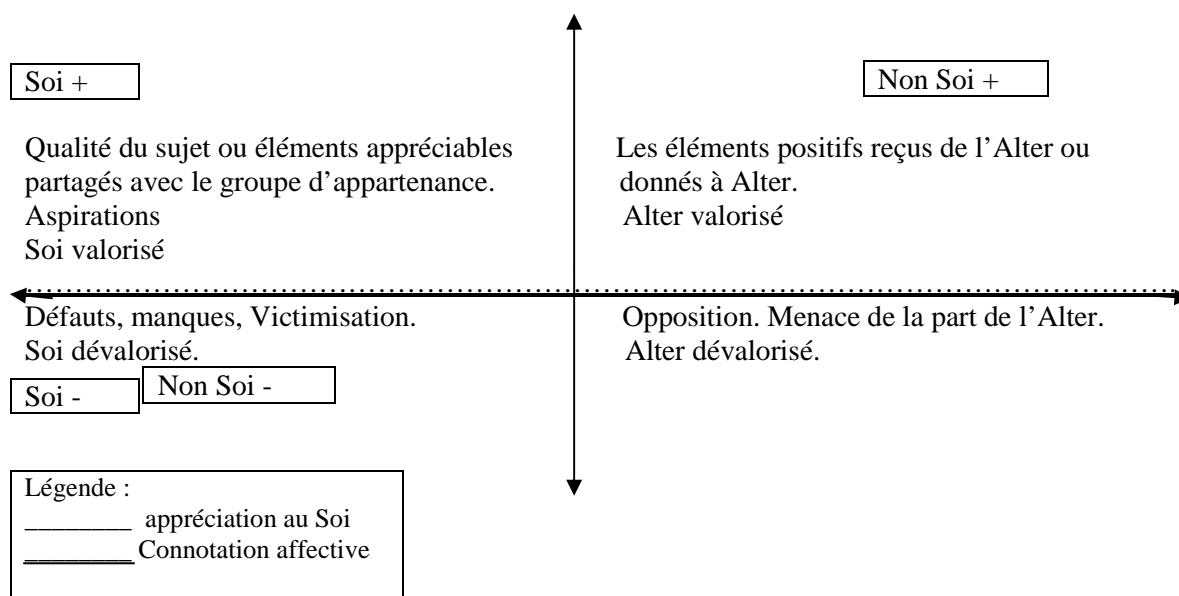 Soi +
Non Soi +
Qualité du sujet ou éléments appréciables
partagés avec le groupe d’appartenance.
Aspirations
Soi valorisé
Les éléments positifs reçus de l’Alter ou
donnés à Alter.
Alter valorisé
Défauts, manques, Victimisation.
Soi dévalorisé.
Opposition. Menace de la part de l’Alter.
Alter dévalorisé.
Soi -
Non Soi -
Légende :
________ appréciation au Soi
________ Connotation affective